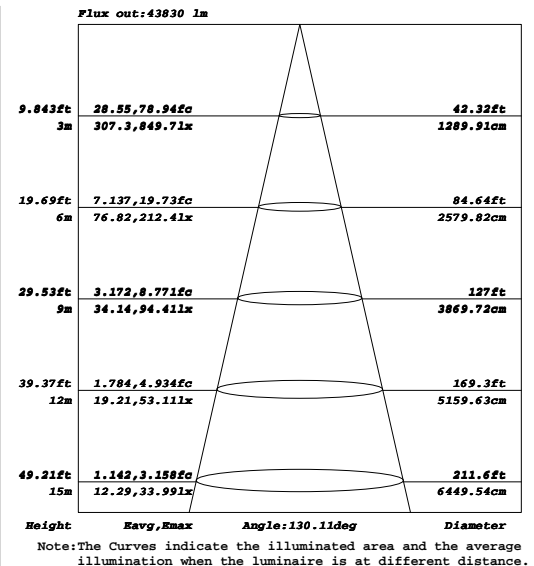 Flux out:43830 lm
9.843ft 28.55,78.94fc 42.32ft
3m 307.3,849.7lx 1289.91cm
19.69ft 7.137,19.73fc 84.64ft
6m 76.82,212.4lx 2579.82cm
29.53ft 3.172,8.771fc 127ft
9m 34.14,94.41lx 3869.72cm
39.37ft 1.784,4.934fc 169.3ft
12m 19.21,53.11lx 5159.63cm
49.21ft 1.142,3.158fc 211.6ft
15m 12.29,33.99lx 6449.54cm
Height Eavg,Emax Angle:130.11deg Diameter
Note:The Curves indicate the illuminated area and the average
illumination when the luminaire is at different distance.